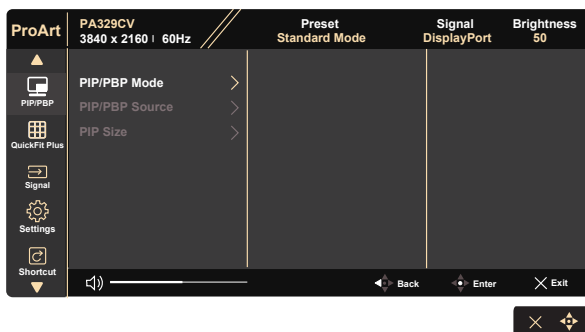 ProArt
PA329CV
3840 x 2160 60Hz
Preset
Standard Mode
Signal
DisplayPort
Brightness
50
PIP/PBP
QuickFit Plus
Signal
Settings
Shortcut
PIP/PBP Mode
PIP/PBP Source
PIP Size
Back
Enter
Exit